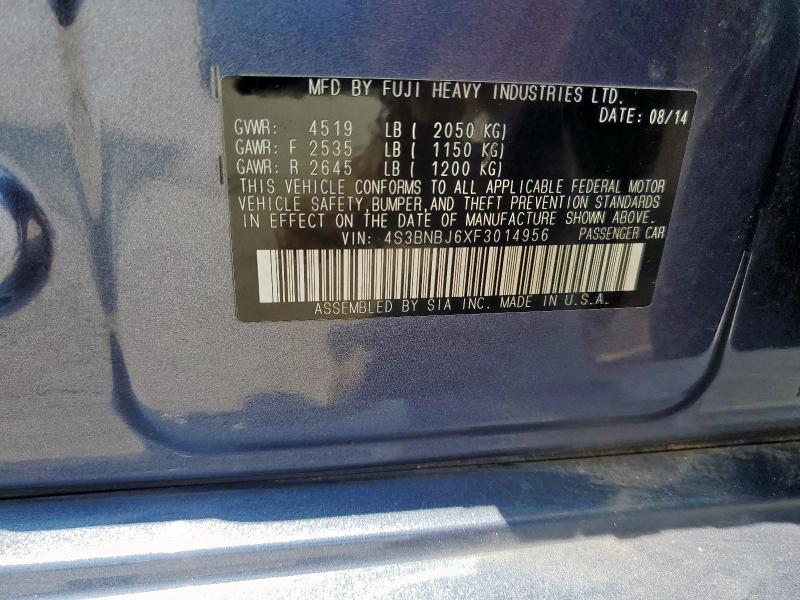 MFD BY FUJI HEAVY INDUSTRIES LTD.
DATE: 08/14
GVWR: 4519 LB ( 2050 KG)
GAWR: F 2535 LB ( 1150 KG)
GAWR: R 2645 LB ( 1200 KG)
THIS VEHICLE CONFORMS TO ALL APPLICABLE FEDERAL MOTOR
VEHICLE SAFETY,BUMPER,AND THEFT PREVENTION STANDARDS
IN EFFECT ON THE DATE OF MANUFACTURE SHOWN ABOVE.
VIN: 4S3BNBJ6XF3014956 PASSENGER CAR
ASSEMBLED BY SIA INC. MADE IN U.S.A.